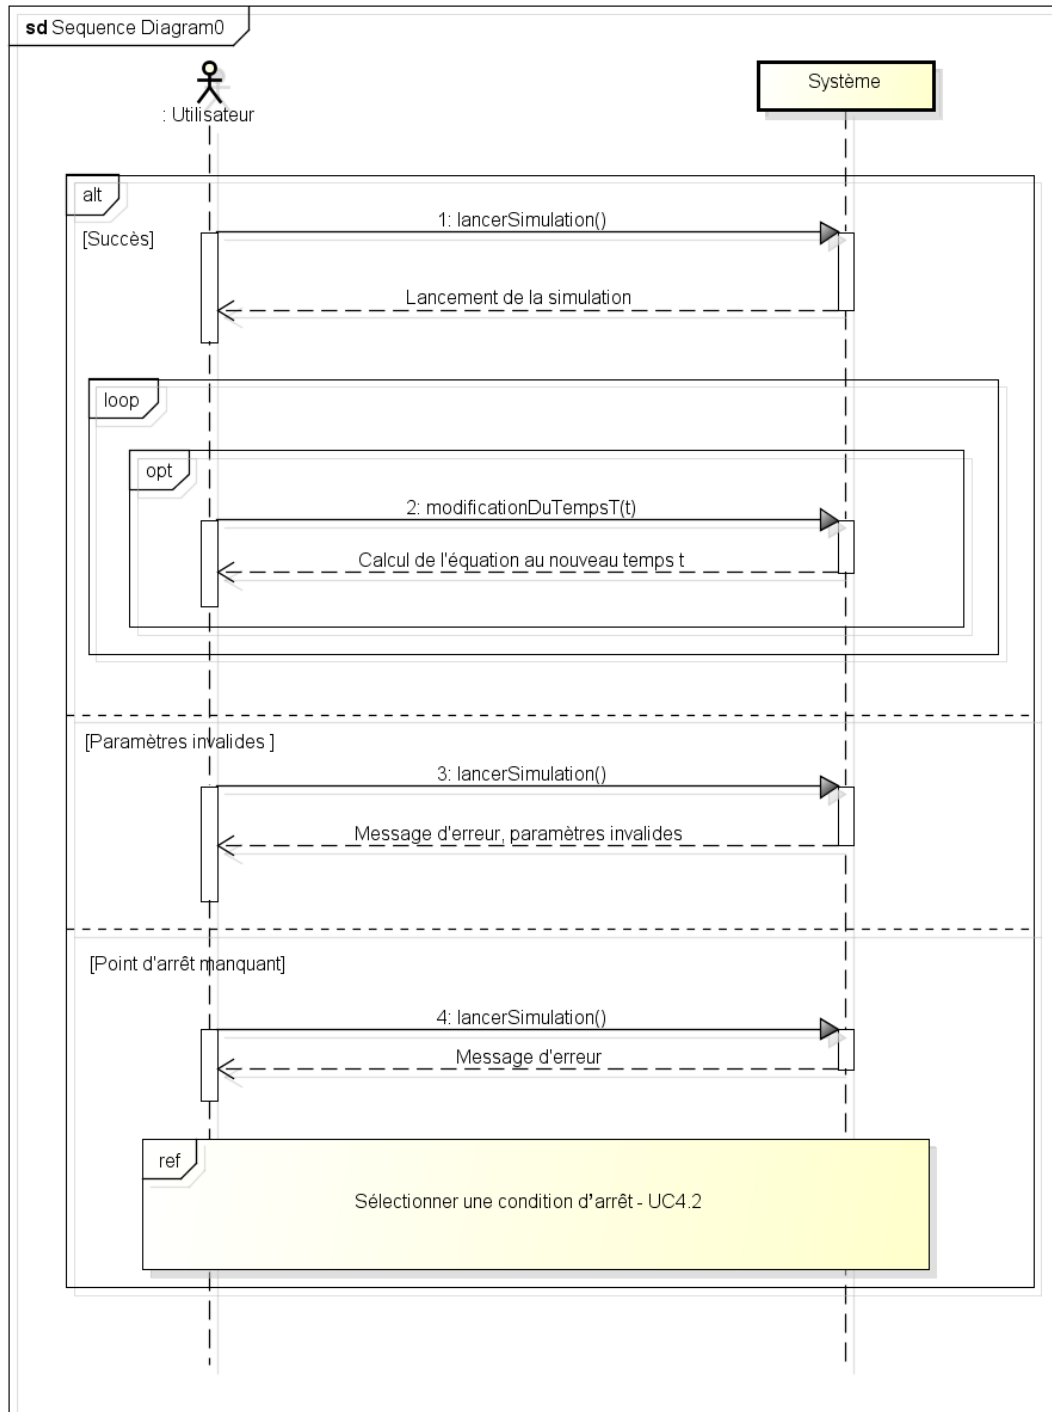 sd Sequence Diagram0
: Utilisateur
Système
alt
[Succès]
1: lancerSimulation()
Lancement de la simulation
loop
opt
2: modificationDuTempsT(t)
Calcul de l'équation au nouveau temps t
[Paramètres invalides ]
3: lancerSimulation()
Message d'erreur, paramètres invalides
[Point d'arrêt manquant]
4: lancerSimulation()
Message d'erreur
ref
Sélectionner une condition d’arrêt - UC4.2